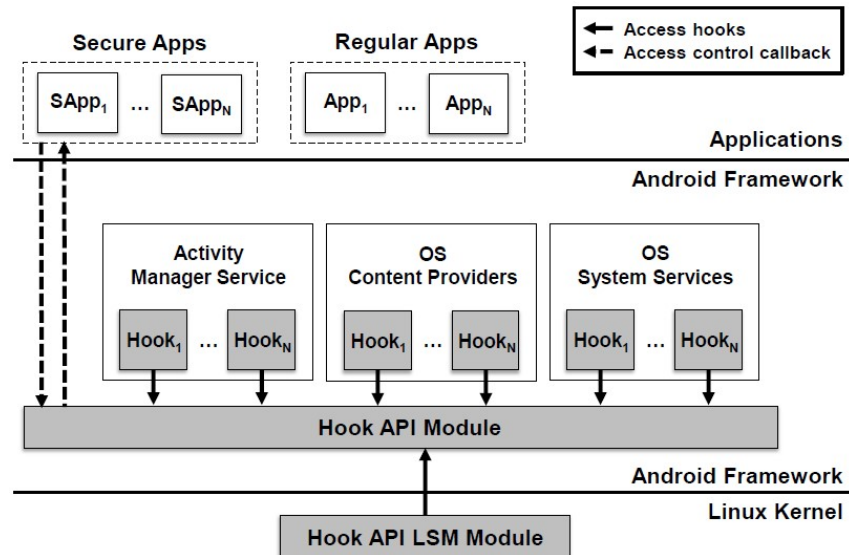 Secure Apps
Regular Apps
Access hooks
Access control callback
SApp₁ ... SAppN
App₁ ... AppN
Applications
Android Framework
Activity
Manager Service
OS
Content Providers
OS
System Services
Hook₁ ... HookN
Hook₁ ... HookN
Hook₁ ... HookN
Hook API Module
Android Framework
Linux Kernel
Hook API LSM Module